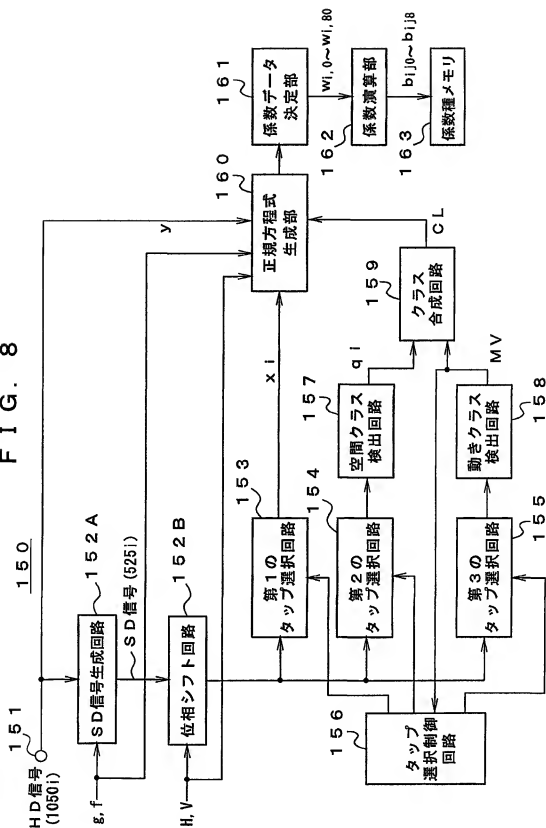 FIG. 8
150
151
HD信号
(1050i)
g,f
152A
SD信号生成回路
SD信号(525i)
H,V
152B
位相シフト回路
153
第1の
タップ選択回路
154
第2の
タップ選択回路
155
第3の
タップ選択回路
156
タップ
選択制御
回路
157
空間クラス
検出回路
158
動きクラス
検出回路
qi
MV
159
クラス
合成回路
CL
xi
y
160
正規方程式
生成部
161
係数データ
決定部
wi,0~wi,80
162
係数演算部
bij0~bij8
163
係数種メモリ